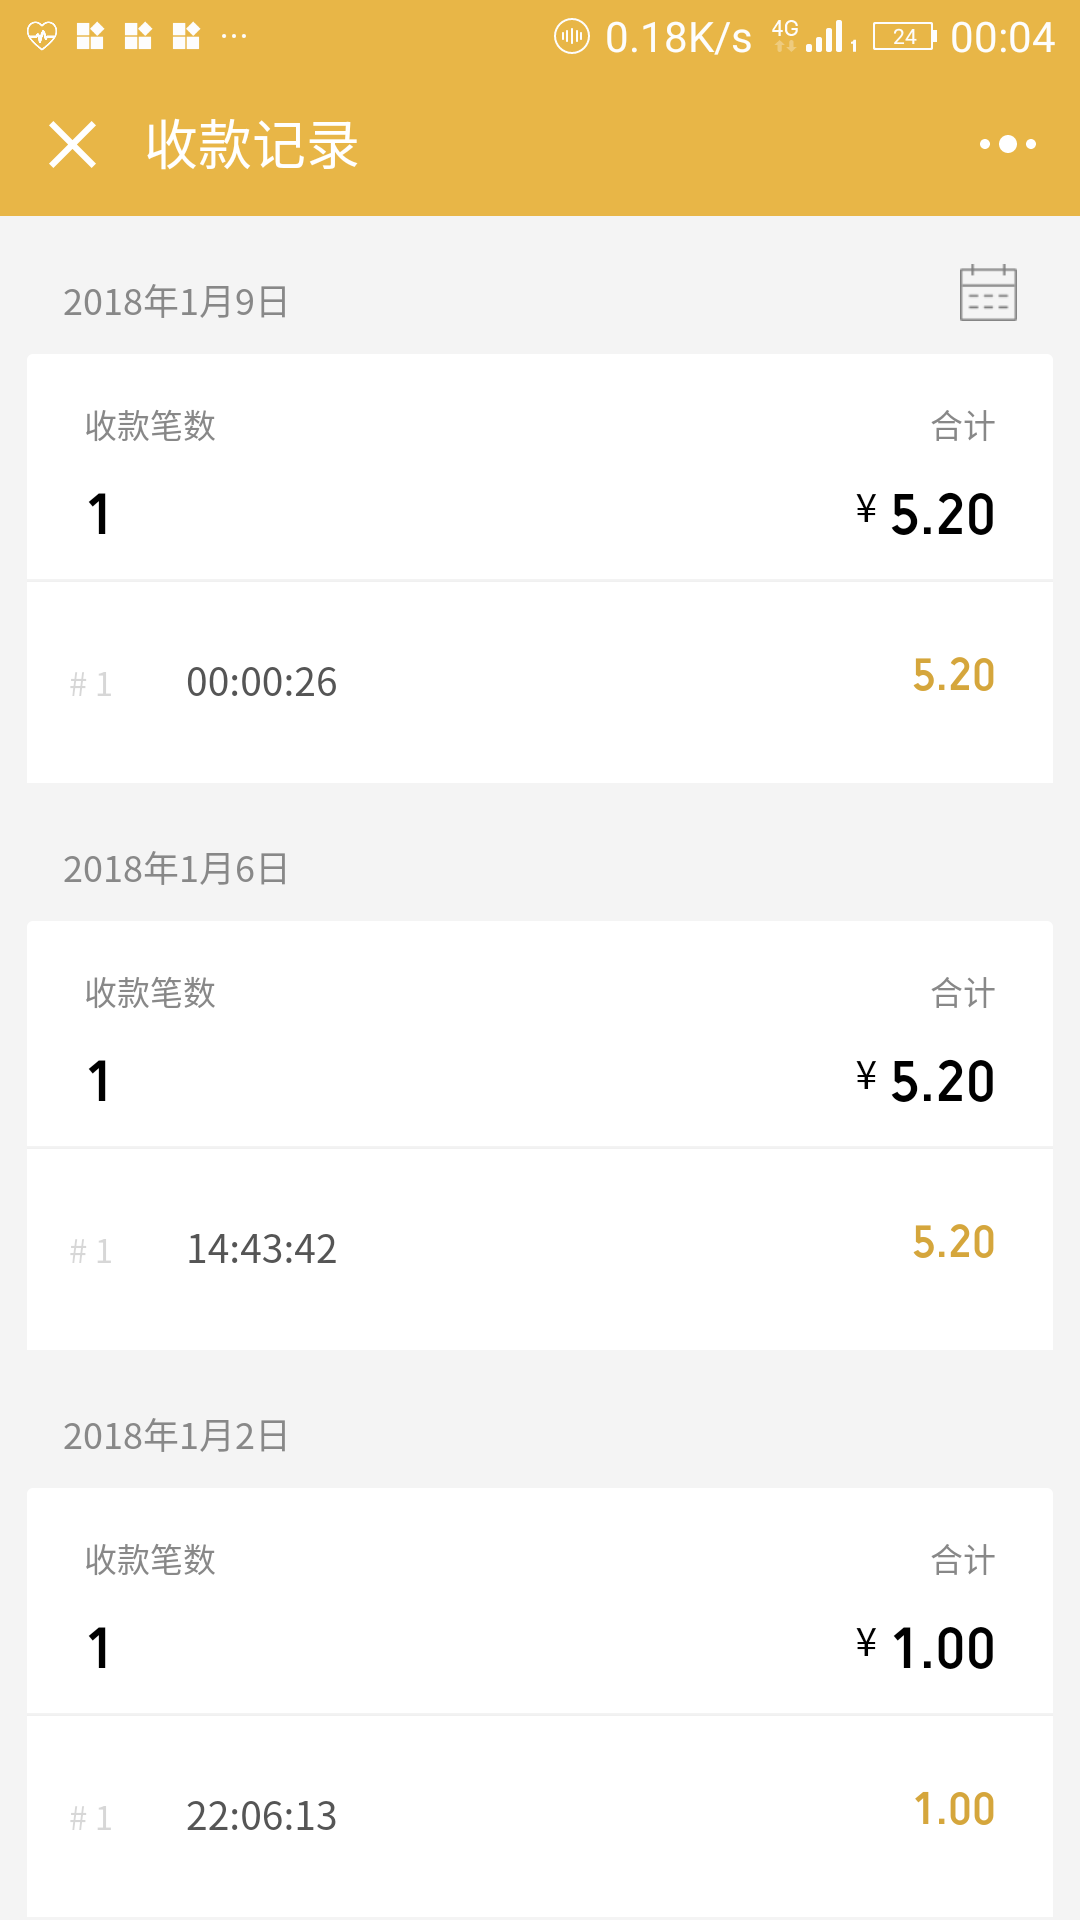 0.18K/s 4G 1 24 00:04
收款记录
2018年1月9日
收款笔数 合计
1 ¥ 5.20
# 1 00:00:26 5.20
2018年1月6日
收款笔数 合计
1 ¥ 5.20
# 1 14:43:42 5.20
2018年1月2日
收款笔数 合计
1 ¥ 1.00
# 1 22:06:13 1.00